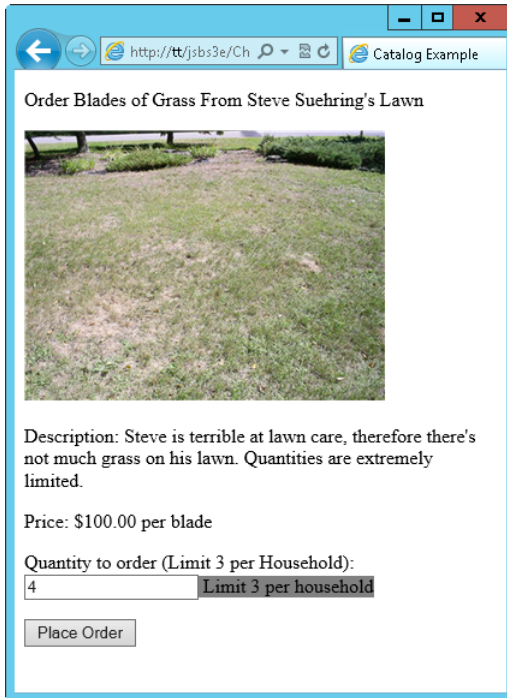 http://tt/jsbs3e/Ch
Catalog Example
Order Blades of Grass From Steve Suehring's Lawn
Description: Steve is terrible at lawn care, therefore there's
not much grass on his lawn. Quantities are extremely
limited.
Price: $100.00 per blade
Quantity to order (Limit 3 per Household):
4 Limit 3 per household
Place Order